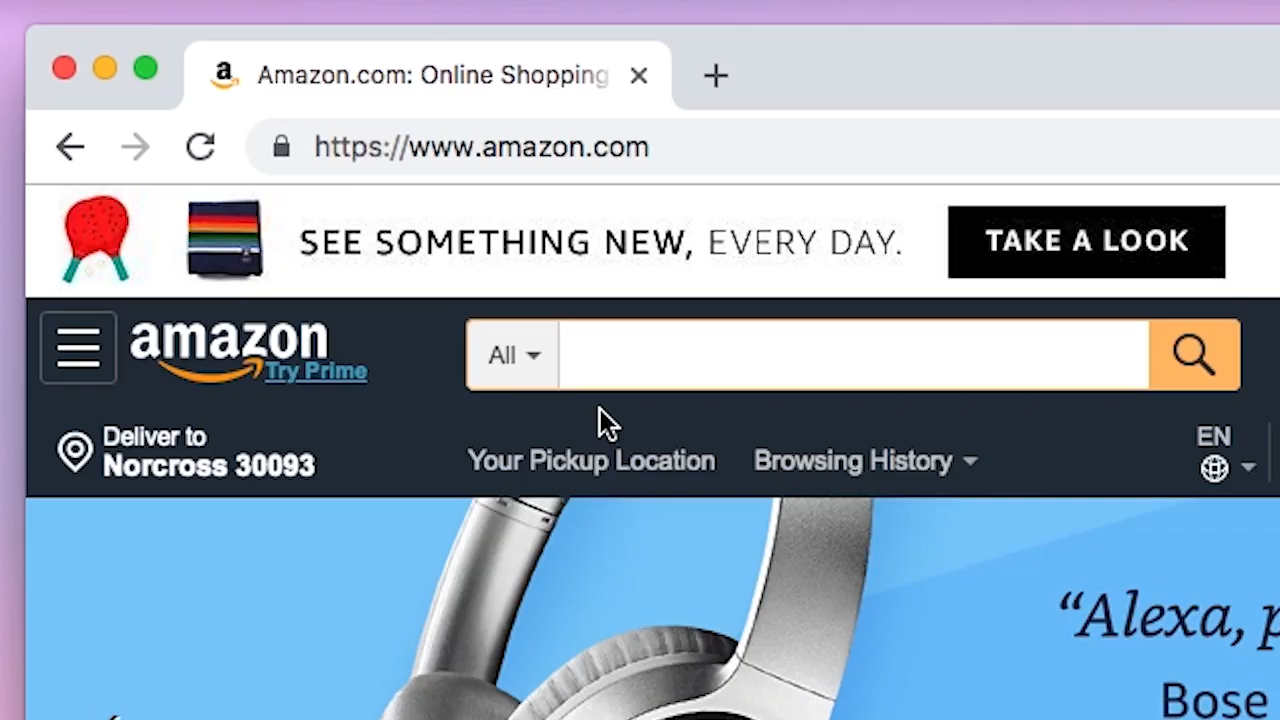 a Amazon.com: Online Shopping
https://www.amazon.com
SEE SOMETHING NEW, EVERY DAY. TAKE A LOOK
amazon
Try Prime
All
Deliver to
Norcross 30093
Your Pickup Location Browsing History
EN
“Alexa, p
Bose